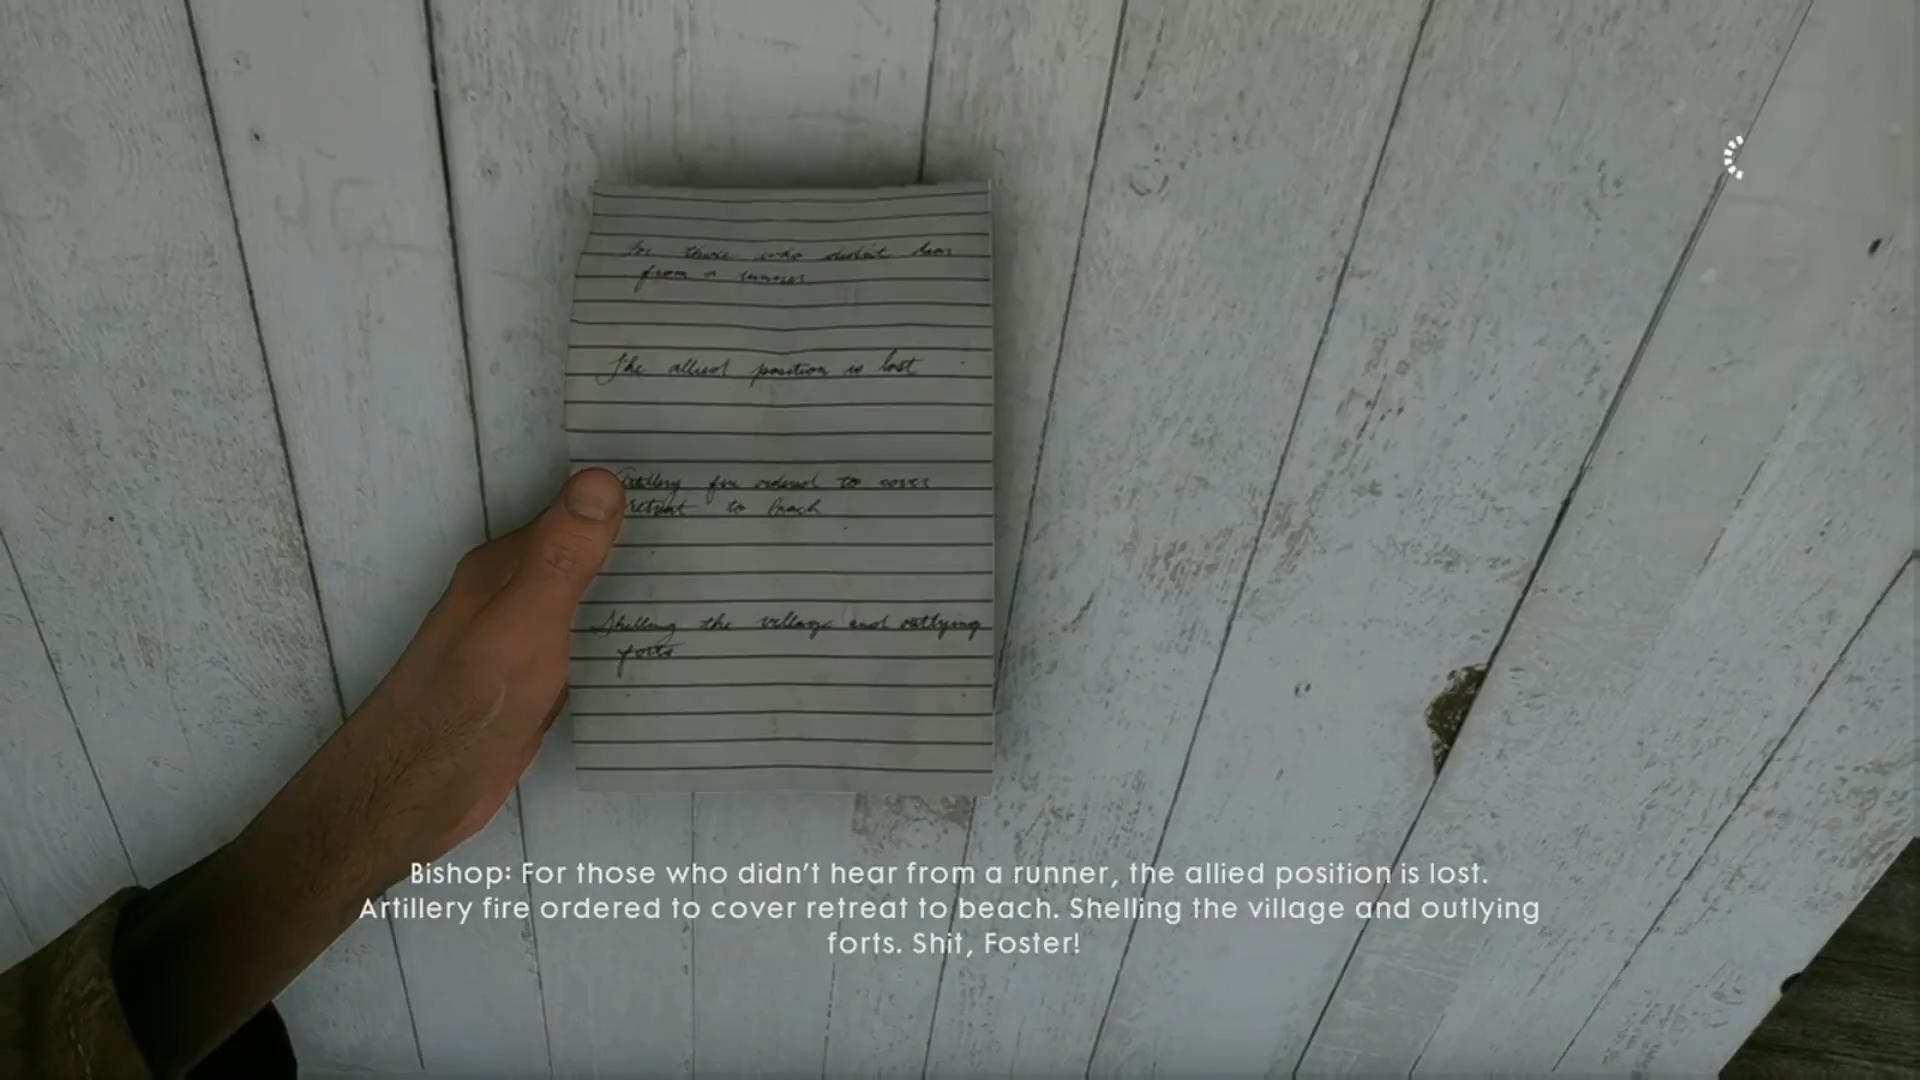 For those who didn't hear
from a runner
The allied position is lost
Artillery fire ordered to cover
retreat to beach
Shelling the village and outlying
forts
Bishop: For those who didn't hear from a runner, the allied position is lost.
Artillery fire ordered to cover retreat to beach. Shelling the village and outlying
forts. Shit, Foster!